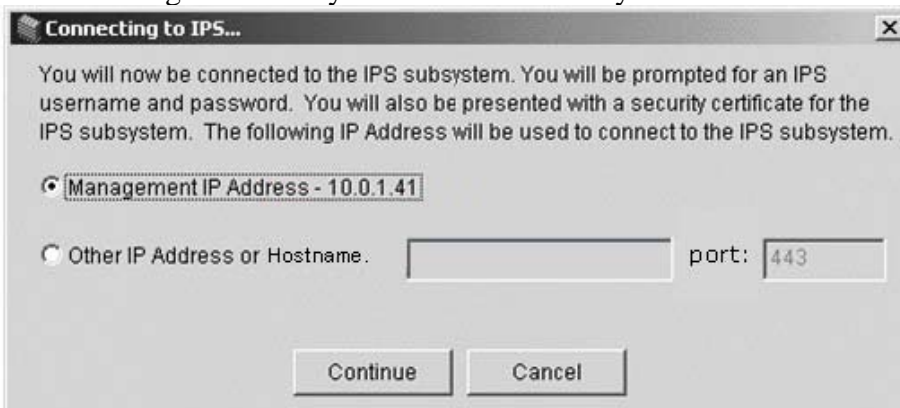 Connecting to IPS...
You will now be connected to the IPS subsystem. You will be prompted for an IPS
username and password. You will also be presented with a security certificate for the
IPS subsystem. The following IP Address will be used to connect to the IPS subsystem.
Management IP Address - 10.0.1.41
Other IP Address or Hostname. port: 443
Continue Cancel